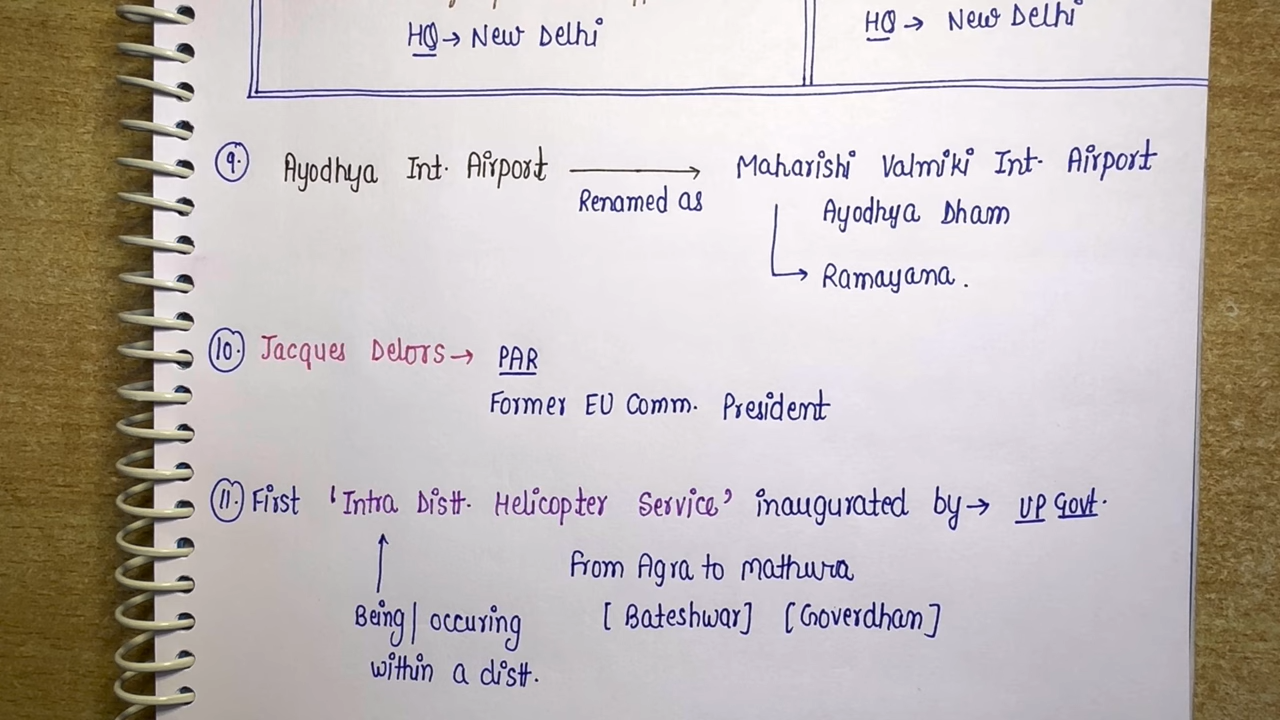 HQ → New Delhi
HQ → New Delhi
9. Ayodhya Int. Airport → Renamed as Maharishi Valmiki Int. Airport
Ayodhya Dham
→ Ramayana.
10. Jacques Delors → PAR
Former EU Comm. President
11. First 'Intra Distt. Helicopter Service' inaugurated by → UP Govt.
From Agra to mathura
[Bateshwar] [Goverdhan]
Being/occuring
within a distt.